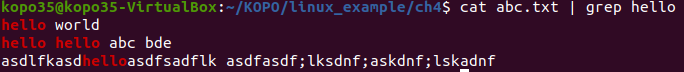 kopo35@kopo35-VirtualBox:~/KOPO/linux_example/ch4$ cat abc.txt | grep hello
hello world
hello hello abc bde
asdlfkasdhelloasdfsadflk asdfasdf;lksdnf;askdnf;lskadnf